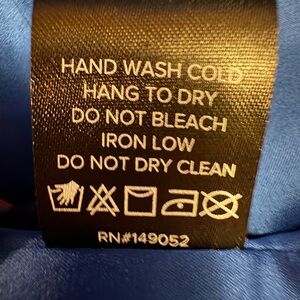 HAND WASH COLD
HANG TO DRY
DO NOT BLEACH
IRON LOW
DO NOT DRY CLEAN
RN#149052